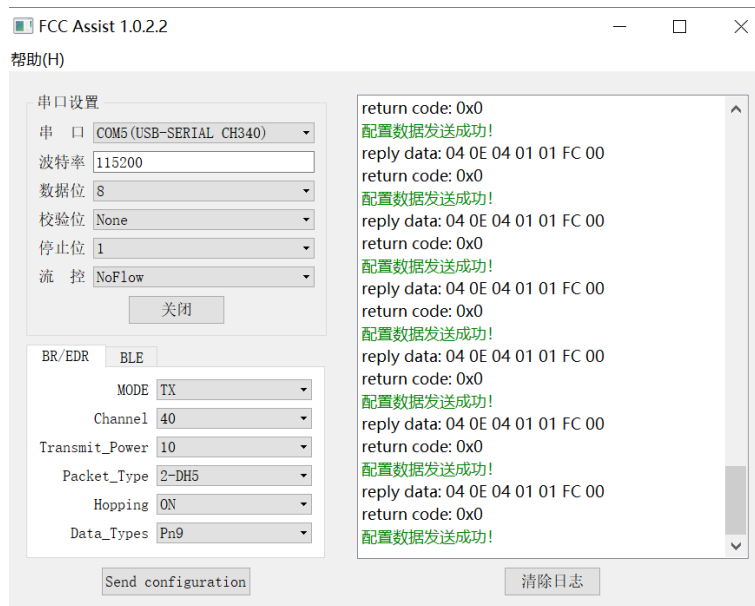 FCC Assist 1.0.2.2
帮助(H)
串口设置
串 口 COM5(USB-SERIAL CH340)
波特率 115200
数据位 8
校验位 None
停止位 1
流 控 NoFlow
关闭
BR/EDR BLE
MODE TX
Channel 40
Transmit_Power 10
Packet_Type 2-DH5
Hopping ON
Data_Types Pn9
Send configuration
return code: 0x0
配置数据发送成功!
reply data: 04 0E 04 01 01 FC 00
return code: 0x0
配置数据发送成功!
reply data: 04 0E 04 01 01 FC 00
return code: 0x0
配置数据发送成功!
reply data: 04 0E 04 01 01 FC 00
return code: 0x0
配置数据发送成功!
reply data: 04 0E 04 01 01 FC 00
return code: 0x0
配置数据发送成功!
reply data: 04 0E 04 01 01 FC 00
return code: 0x0
配置数据发送成功!
reply data: 04 0E 04 01 01 FC 00
return code: 0x0
配置数据发送成功!
清除日志